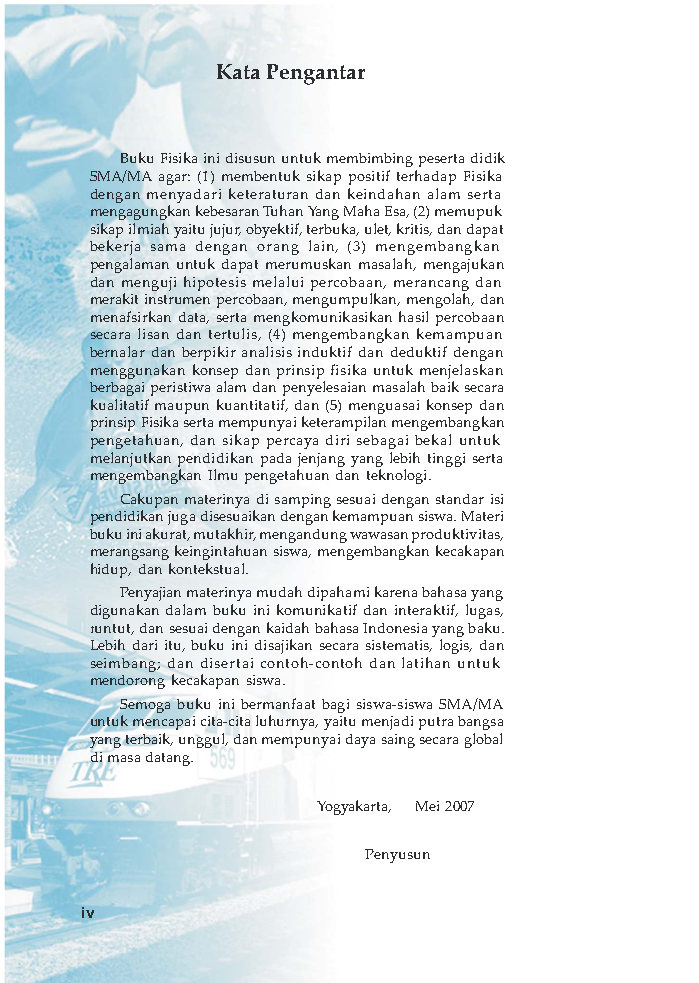 Kata Pengantar
Buku Fisika ini disusun untuk membimbing peserta didik
SMA/MA agar: (1) membentuk sikap positif terhadap Fisika
dengan menyadari keteraturan dan keindahan alam serta
mengagungkan kebesaran Tuhan Yang Maha Esa, (2) memupuk
sikap ilmiah yaitu jujur, obyektif, terbuka, ulet, kritis, dan dapat
bekerja sama dengan orang lain, (3) mengembangkan
pengalaman untuk dapat merumuskan masalah, mengajukan
dan menguji hipotesis melalui percobaan, merancang dan
merakit instrumen percobaan, mengumpulkan, mengolah, dan
menafsirkan data, serta mengkomunikasikan hasil percobaan
secara lisan dan tertulis, (4) mengembangkan kemampuan
bernalar dan berpikir analisis induktif dan deduktif dengan
menggunakan konsep dan prinsip fisika untuk menjelaskan
berbagai peristiwa alam dan penyelesaian masalah baik secara
kualitatif maupun kuantitatif, dan (5) menguasai konsep dan
prinsip Fisika serta mempunyai keterampilan mengembangkan
pengetahuan, dan sikap percaya diri sebagai bekal untuk
melanjutkan pendidikan pada jenjang yang lebih tinggi serta
mengembangkan Ilmu pengetahuan dan teknologi.
Cakupan materinya di samping sesuai dengan standar isi
pendidikan juga disesuaikan dengan kemampuan siswa. Materi
buku ini akurat, mutakhir, mengandung wawasan produktivitas,
merangsang keingintahuan siswa, mengembangkan kecakapan
hidup, dan kontekstual.
Penyajian materinya mudah dipahami karena bahasa yang
digunakan dalam buku ini komunikatif dan interaktif, lugas,
runtut, dan sesuai dengan kaidah bahasa Indonesia yang baku.
Lebih dari itu, buku ini disajikan secara sistematis, logis, dan
seimbang; dan disertai contoh-contoh dan latihan untuk
mendorong kecakapan siswa.
Semoga buku ini bermanfaat bagi siswa-siswa SMA/MA
untuk mencapai cita-cita luhurnya, yaitu menjadi putra bangsa
yang terbaik, unggul, dan mempunyai daya saing secara global
di masa datang.
569
TRE
Yogyakarta, Mei 2007
Penyusun
iv